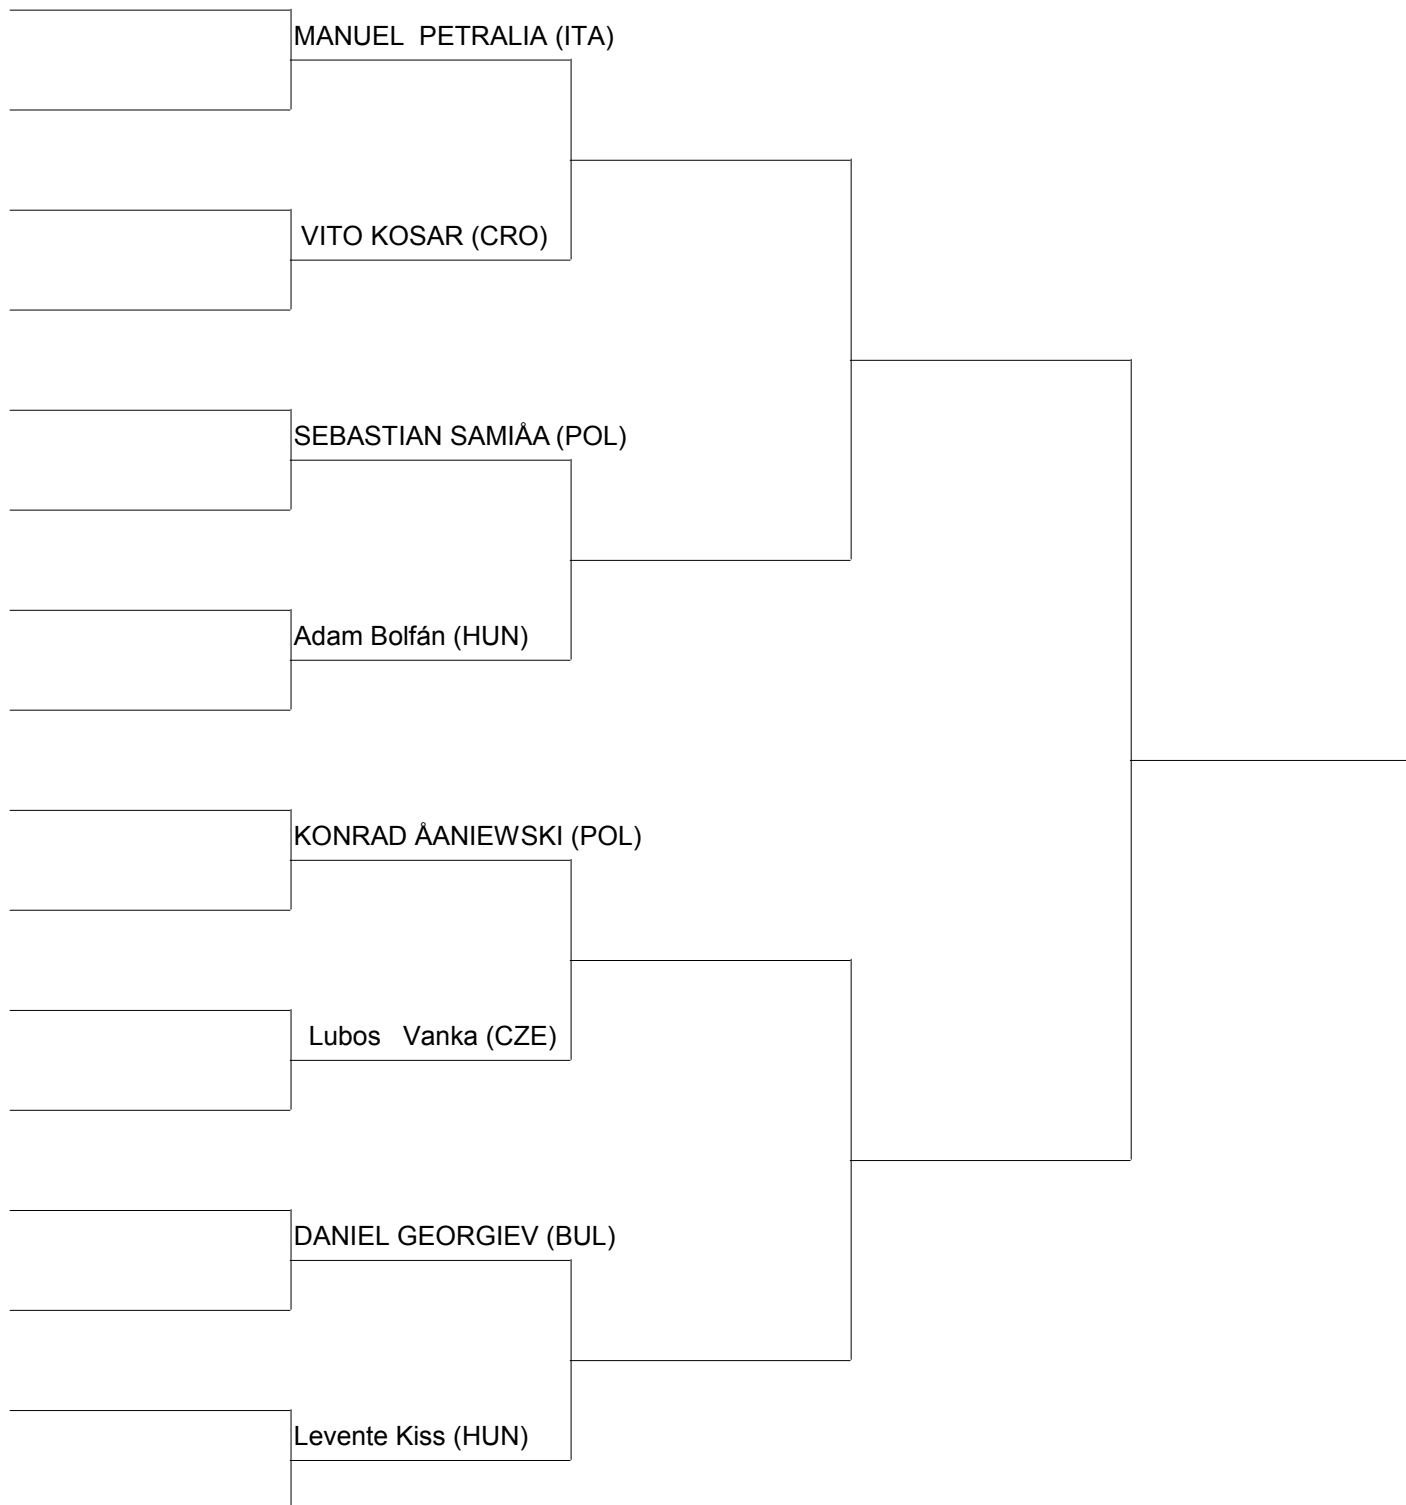 MANUEL  PETRALIA (ITA)
VITO KOSAR (CRO)
SEBASTIAN SAMIÅA (POL)
Adam Bolfán (HUN)
KONRAD ÅANIEWSKI (POL)
Lubos   Vanka (CZE)
DANIEL GEORGIEV (BUL)
Levente Kiss (HUN)